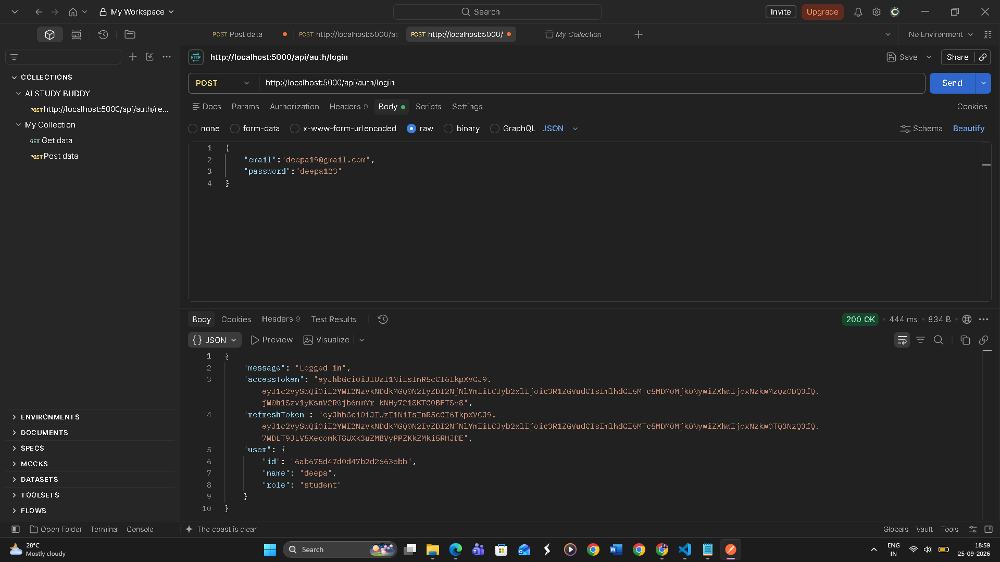 My Workspace
Search
Invite
Upgrade
POST Post data
POST http://localhost:5000/ap
POST http://localhost:5000/
My Collection
No Environment
HTTP http://localhost:5000/api/auth/login
Save
Share
COLLECTIONS
AI STUDY BUDDY
POST http://localhost:5000/api/auth/re...
My Collection
GET Get data
POST Post data
POST http://localhost:5000/api/auth/login
Send
Docs Params Authorization Headers 9 Body Scripts Settings
Cookies
none form-data x-www-form-urlencoded raw binary GraphQL JSON
Schema Beautify
1 {
2 "email":"deepa19@gmail.com",
3 "password":"deepa123"
4 }
Body Cookies Headers 9 Test Results
200 OK • 444 ms • 834 B
{} JSON Preview Visualize
1 {
2 "message": "Logged in",
3 "accessToken": "eyJhbGciOiJIUzI1NiIsInR5cCI6IkpXVCJ9.
eyJ1c2VySWQiOiI2YWI2NzVkNDdkMGQ0N2IyZDI2NjNlYmIiLCJyb2xlIjoic3R1ZGVudCIsImlhdCI6MTc5MDM0Mjk0NywiZXhwIjoxNzkwMzQzODQ3fQ.
jW0h1Szv1yKsnV2R0jb6mmYr-kNHy7218KTCOBFTSv8",
4 "refreshToken": "eyJhbGciOiJIUzI1NiIsInR5cCI6IkpXVCJ9.
eyJ1c2VySWQiOiI2YWI2NzVkNDdkMGQ0N2IyZDI2NjNlYmIiLCJyb2xlIjoic3R1ZGVudCIsImlhdCI6MTc5MDM0Mjk0NywiZXhwIjoxNzkwOTQ3NzQ3fQ.
7WDLT9JLV5XecomkT8UXk3uZMBVyPPZKkZMki5RHJDE",
5 "user": {
6 "id": "6ab675d47d0d47b2d2663ebb",
7 "name": "deepa",
8 "role": "student"
9 }
10 }
ENVIRONMENTS
DOCUMENTS
SPECS
MOCKS
DATASETS
TOOLSETS
FLOWS
Open Folder Terminal Console
The coast is clear
Globals Vault Tools
28°C
Mostly cloudy
Search
ENG
IN
18:59
25-09-2026